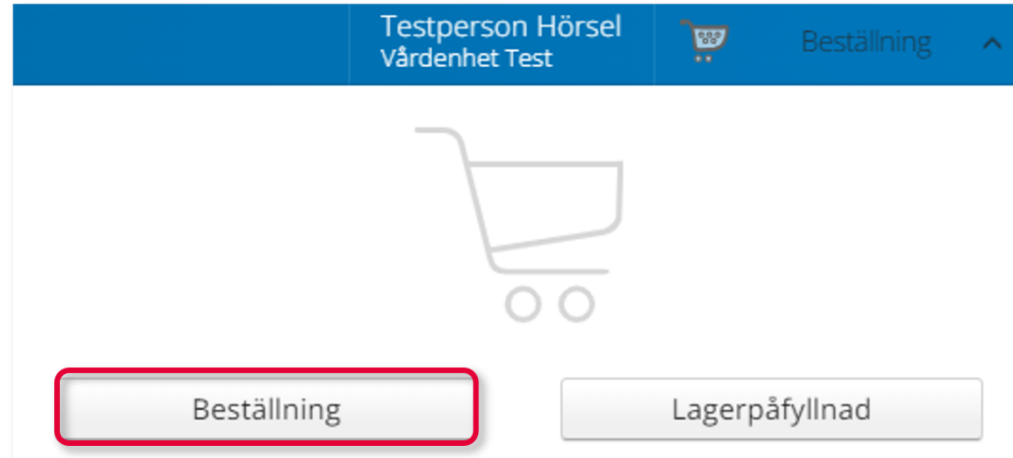 Testperson Hörsel
Vårdenhet Test
Beställning
Beställning
Lagerpåfyllnad